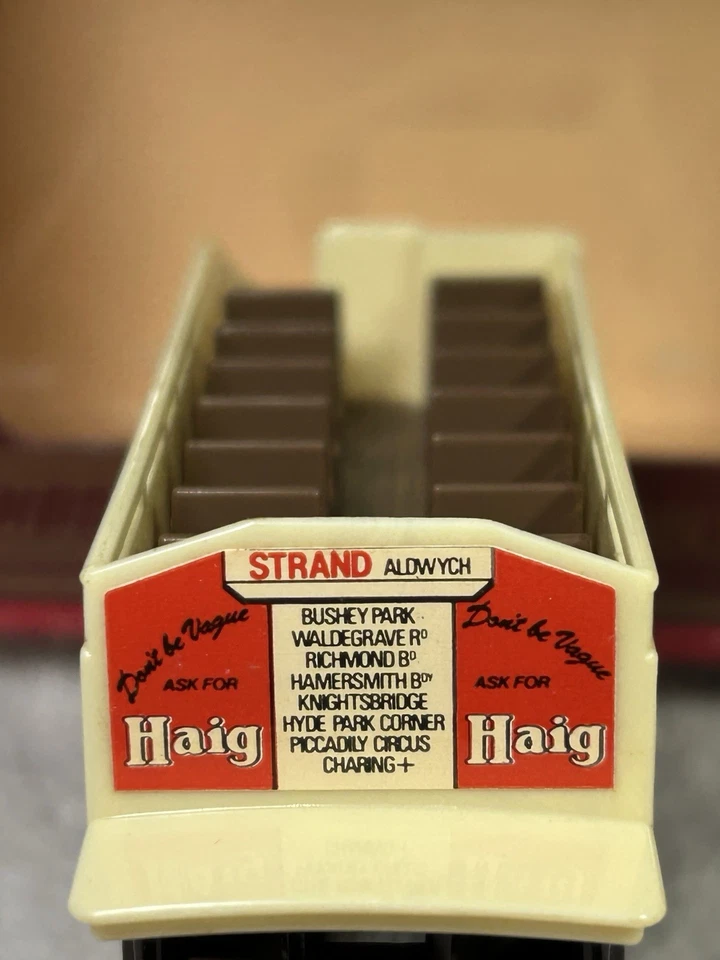 STRAND ALDWYCH
Don't be Vague
ASK FOR
Haig
BUSHEY PARK
WALDEGRAVE Rᴰ
RICHMOND Bᴰ
HAMERSMITH Bᴰʸ
KNIGHTSBRIDGE
HYDE PARK CORNER
PICCADILY CIRCUS
CHARING +
Don't be Vague
ASK FOR
Haig